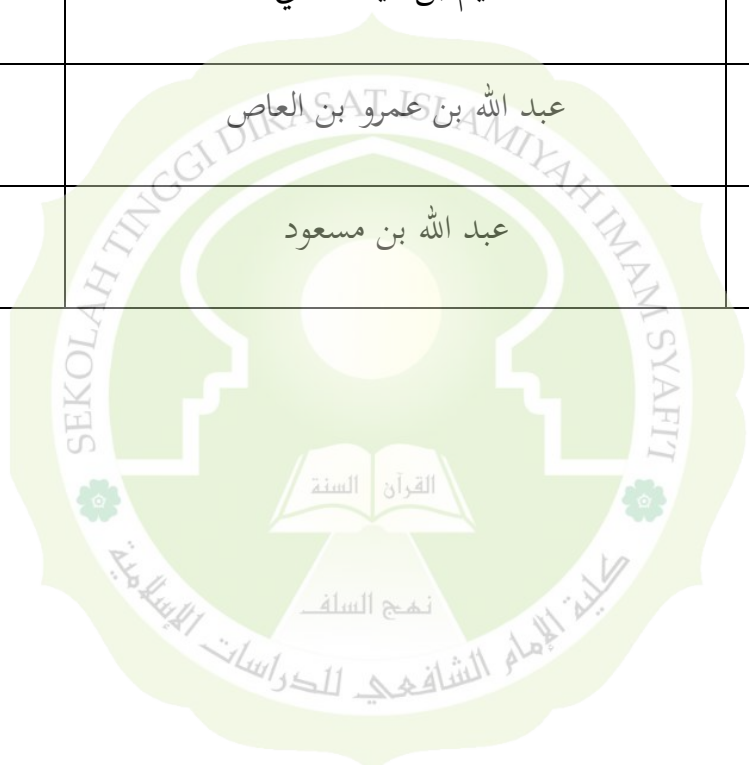 عبد الله بن عمرو بن العاص
عبد الله بن مسعود
SEKOLAH TINGGI DIRASAT ISLAMIYAH IMAM SYAFI'I
القرآن السنة
نهج السلف
كلية الإمام الشافعي للدراسات الإسلامية